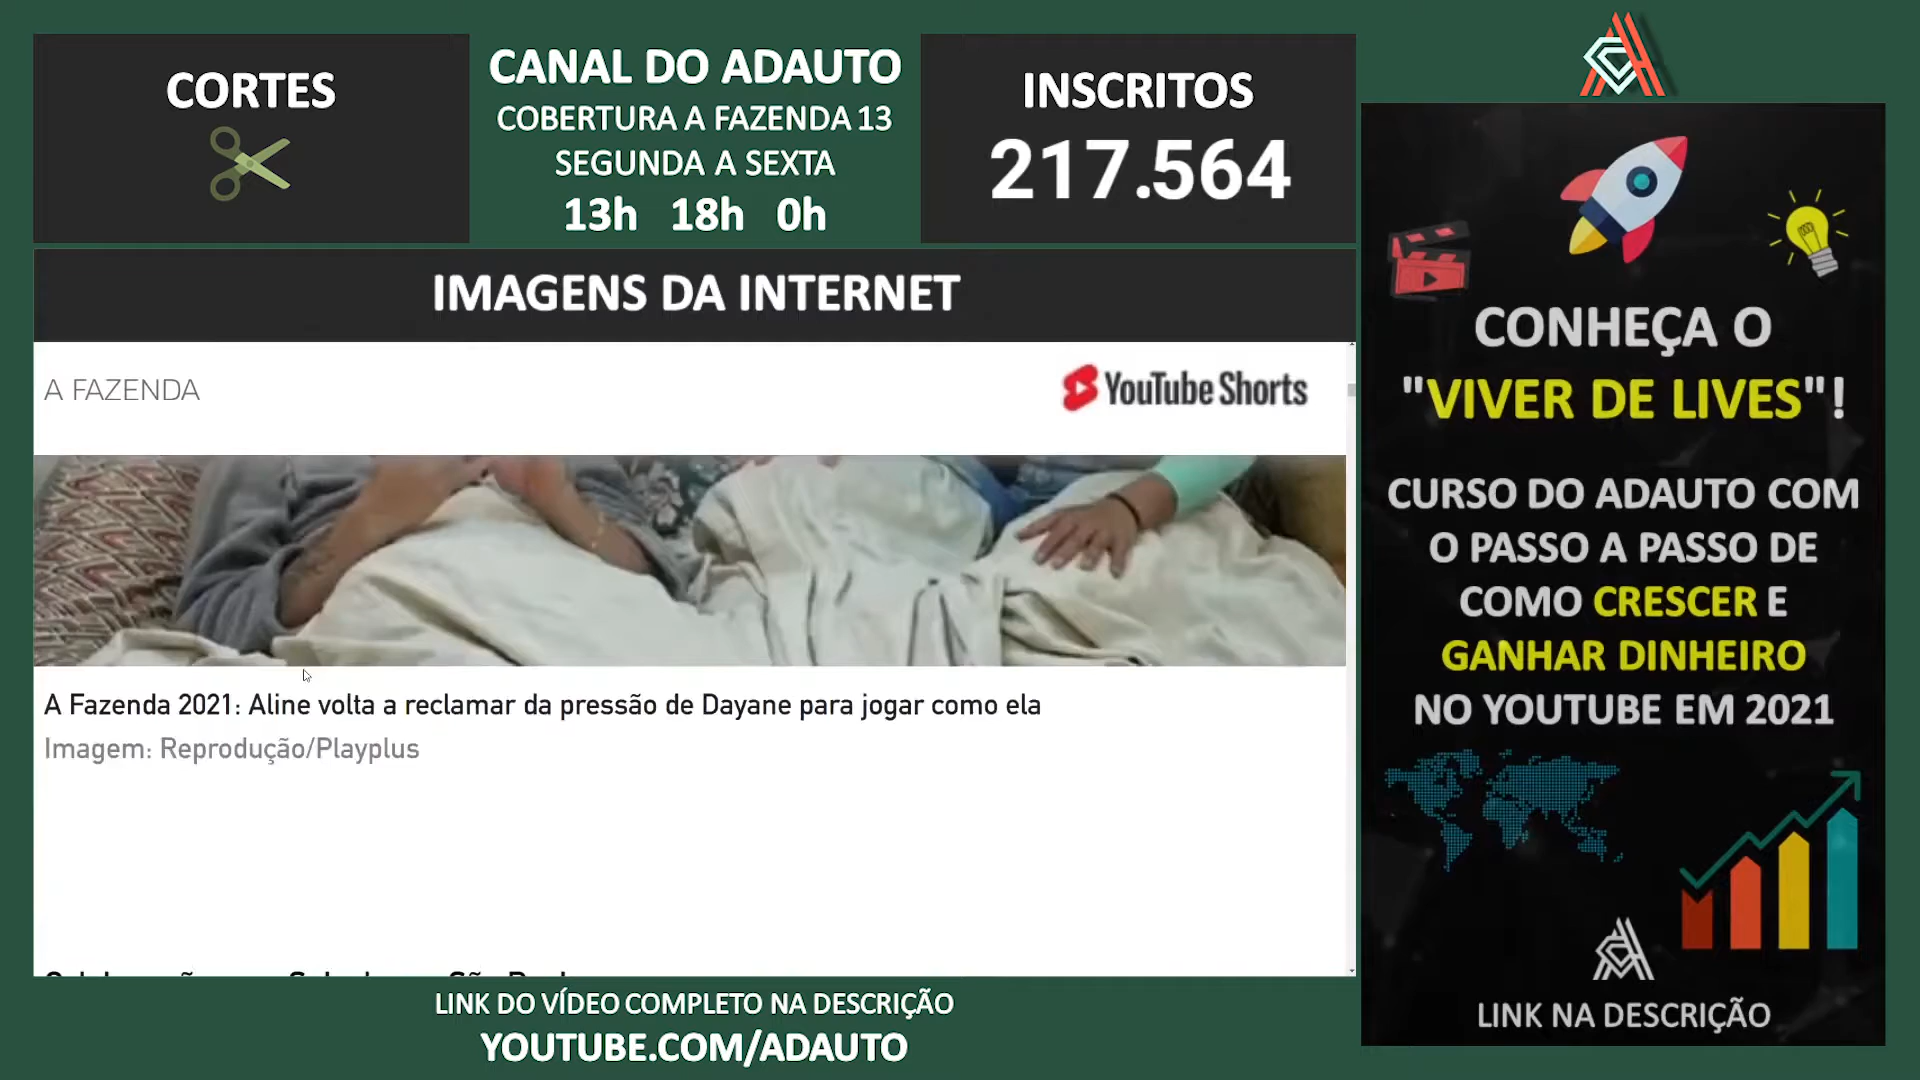 CORTES
CANAL DO ADAUTO
COBERTURA A FAZENDA 13
SEGUNDA A SEXTA
13h 18h 0h
INSCRITOS
217.564
IMAGENS DA INTERNET
A FAZENDA
YouTube Shorts
A Fazenda 2021: Aline volta a reclamar da pressão de Dayane para jogar como ela
Imagem: Reprodução/Playplus
LINK DO VÍDEO COMPLETO NA DESCRIÇÃO
YOUTUBE.COM/ADAUTO
CONHEÇA O
"VIVER DE LIVES"!
CURSO DO ADAUTO COM
O PASSO A PASSO DE
COMO CRESCER E
GANHAR DINHEIRO
NO YOUTUBE EM 2021
LINK NA DESCRIÇÃO